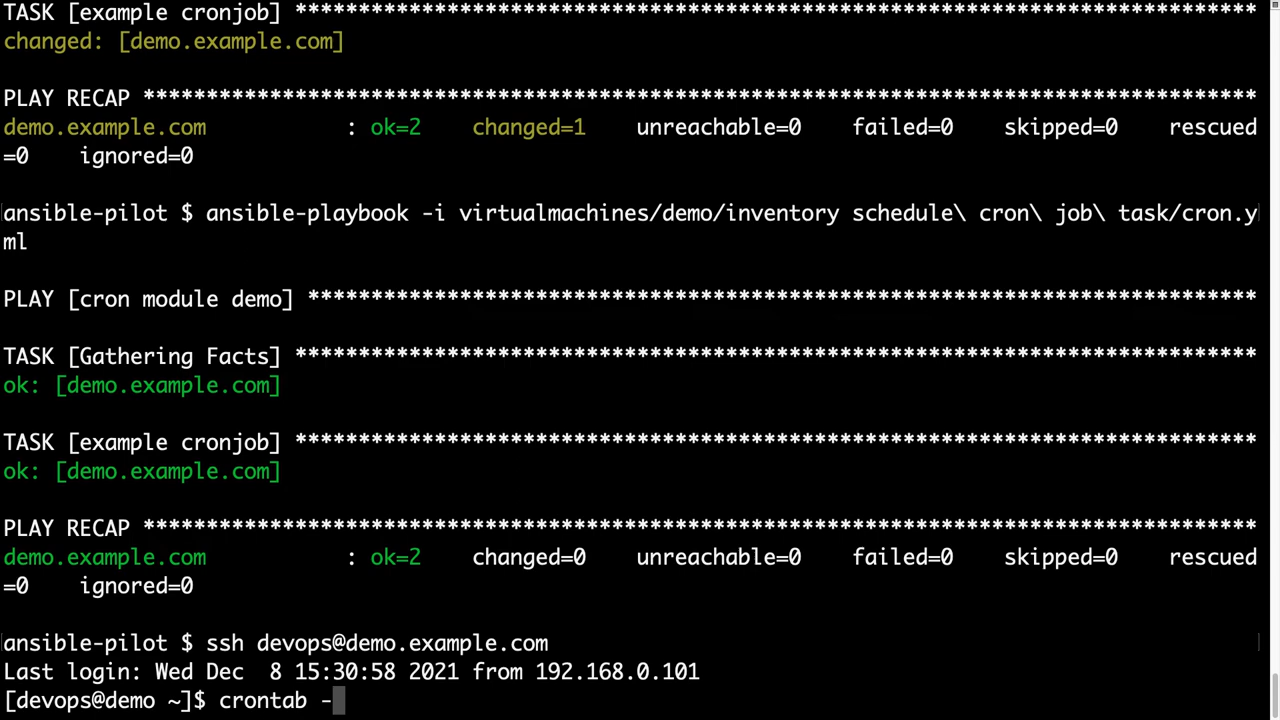 TASK [example cronjob] ****************************************************************************
changed: [demo.example.com]
PLAY RECAP ****************************************************************************************
demo.example.com           : ok=2    changed=1    unreachable=0    failed=0    skipped=0    rescued
=0    ignored=0
ansible-pilot $ ansible-playbook -i virtualmachines/demo/inventory schedule\ cron\ job\ task/cron.y
ml
PLAY [cron module demo] ***************************************************************************
TASK [Gathering Facts] ****************************************************************************
ok: [demo.example.com]
TASK [example cronjob] ****************************************************************************
ok: [demo.example.com]
PLAY RECAP ****************************************************************************************
demo.example.com           : ok=2    changed=0    unreachable=0    failed=0    skipped=0    rescued
=0    ignored=0
ansible-pilot $ ssh devops@demo.example.com
Last login: Wed Dec  8 15:30:58 2021 from 192.168.0.101
[devops@demo ~]$ crontab -